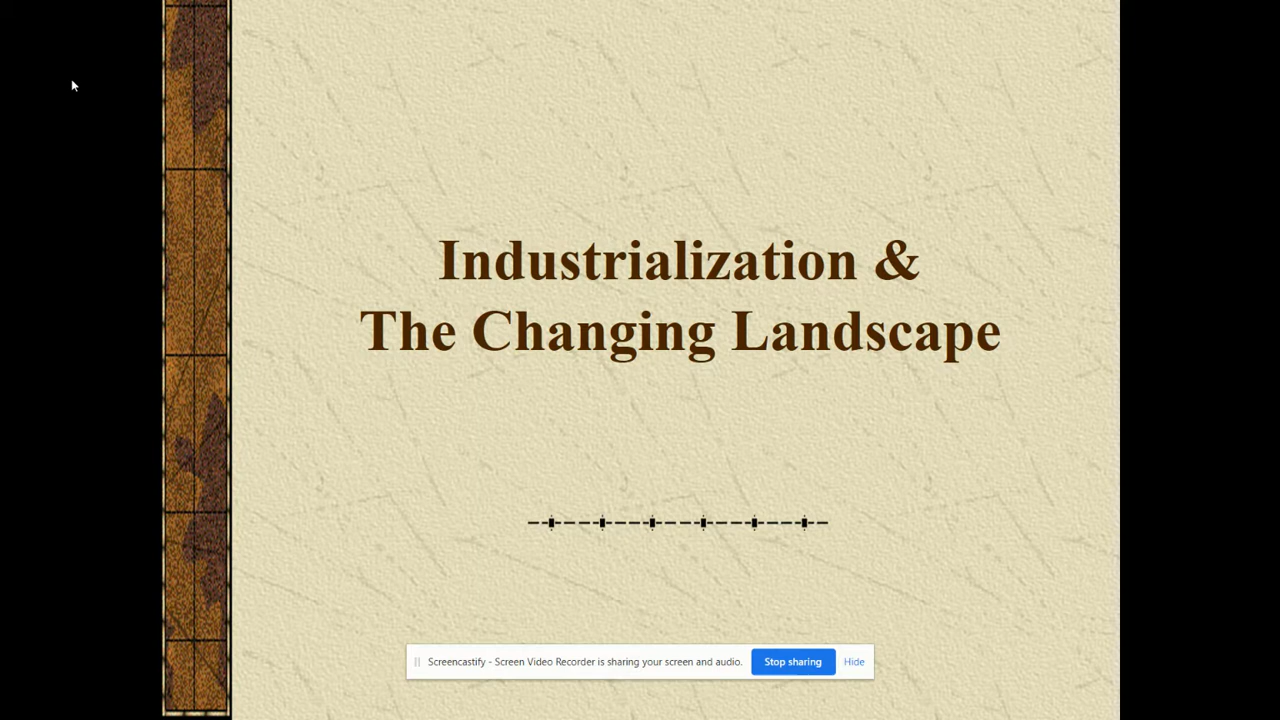 Industrialization &
The Changing Landscape
Screencastify - Screen Video Recorder is sharing your screen and audio. Stop sharing Hide